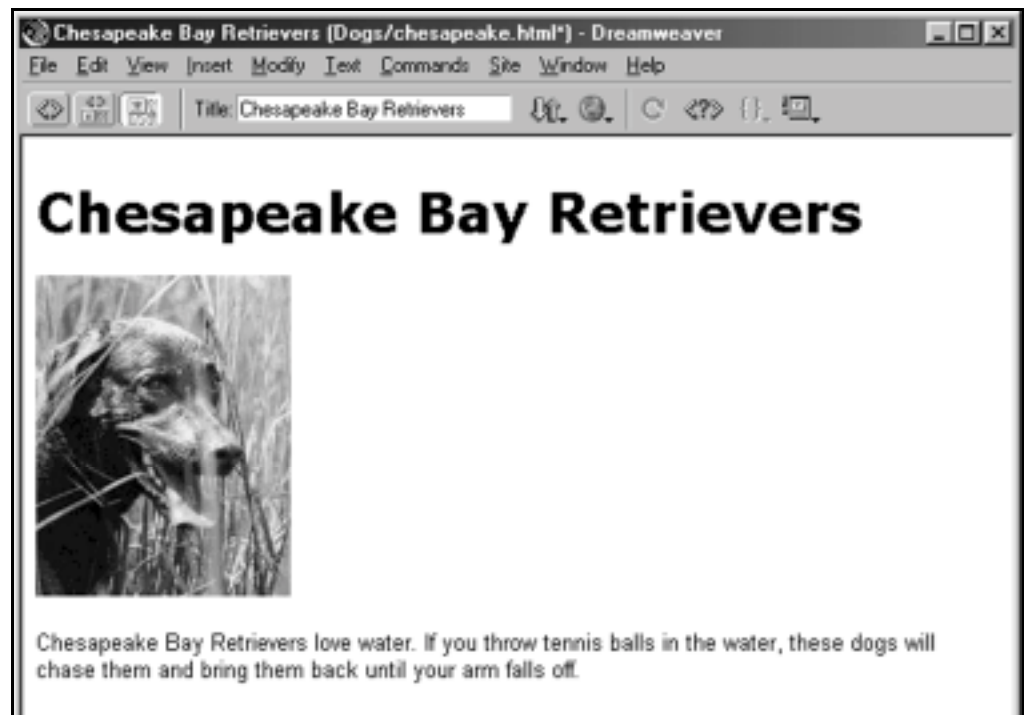 Chesapeake Bay Retrievers (Dogs/chesapeake.html*) - Dreamweaver
File Edit View Insert Modify Text Commands Site Window Help
Title: Chesapeake Bay Retrievers
Chesapeake Bay Retrievers
Chesapeake Bay Retrievers love water. If you throw tennis balls in the water, these dogs will
chase them and bring them back until your arm falls off.